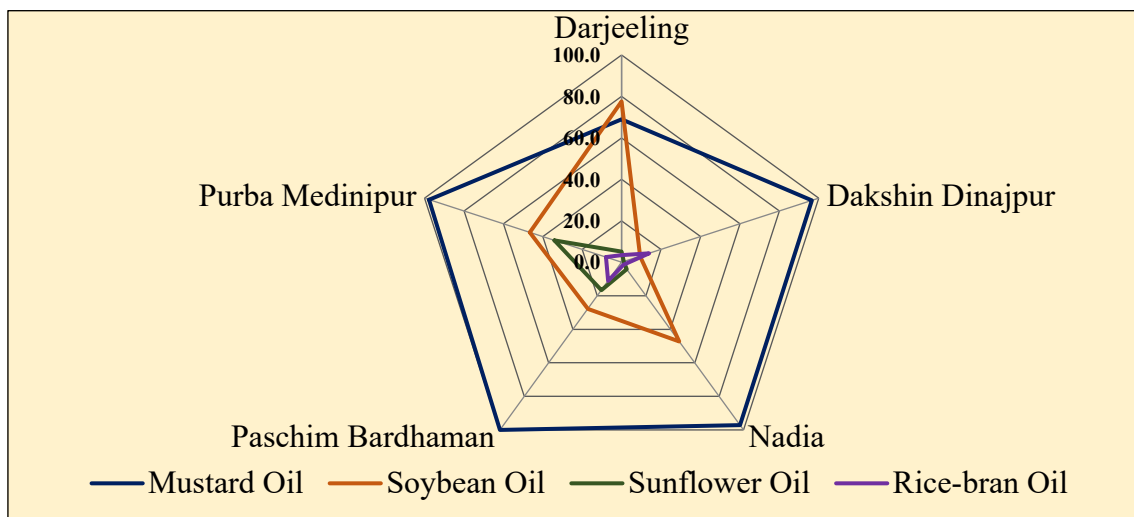 Darjeeling
100.0
80.0
60.0
40.0
20.0
0.0
Purba Medinipur
Dakshin Dinajpur
Paschim Bardhaman
Nadia
Mustard Oil
Soybean Oil
Sunflower Oil
Rice-bran Oil